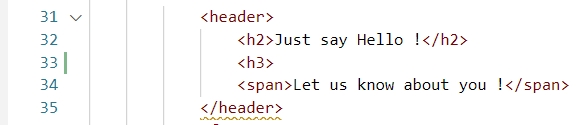 31 <header>
32 <h2>Just say Hello !</h2>
33 <h3>
34 <span>Let us know about you !</span>
35 </header>